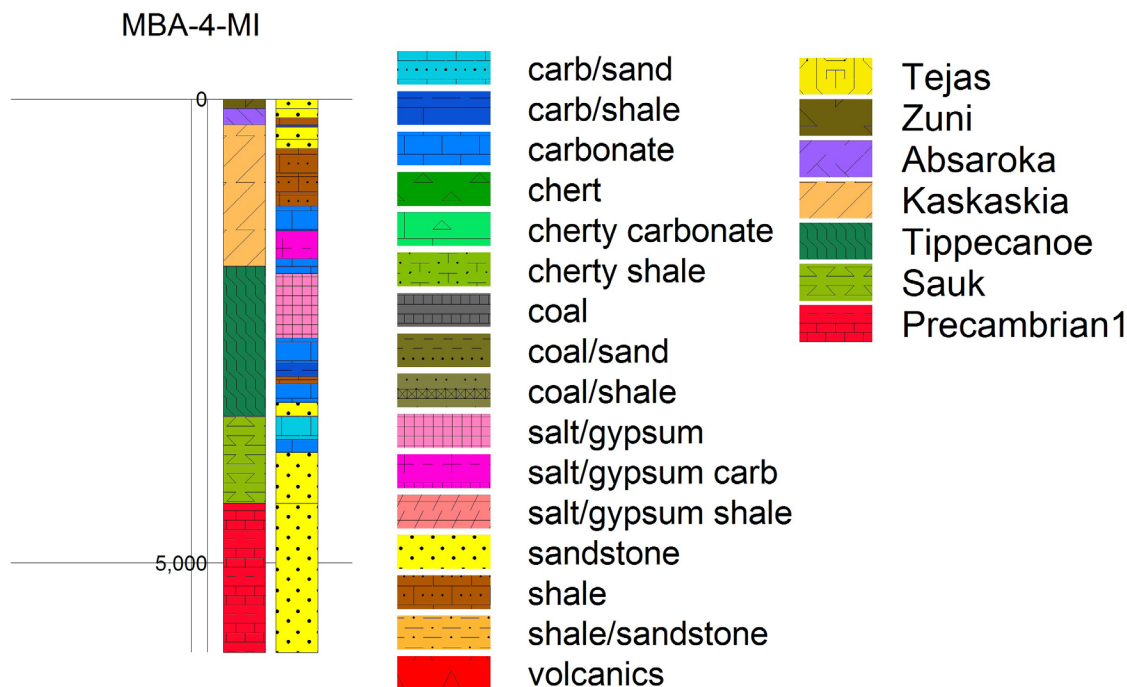 MBA-4-MI
0
5,000
carb/sand
carb/shale
carbonate
chert
cherty carbonate
cherty shale
coal
coal/sand
coal/shale
salt/gypsum
salt/gypsum carb
salt/gypsum shale
sandstone
shale
shale/sandstone
volcanics
Tejas
Zuni
Absaroka
Kaskaskia
Tippecanoe
Sauk
Precambrian1